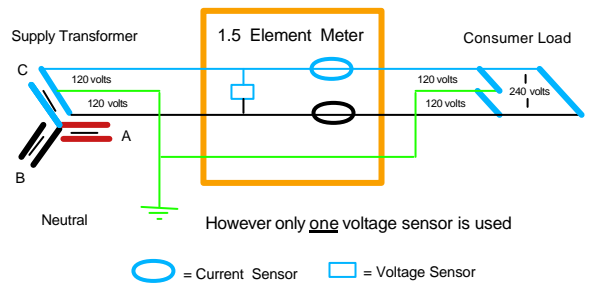 Supply Transformer
1.5 Element Meter
Consumer Load
C
120 volts
120 volts
120 volts
120 volts
240 volts
A
B
Neutral
However only one voltage sensor is used
= Current Sensor
= Voltage Sensor